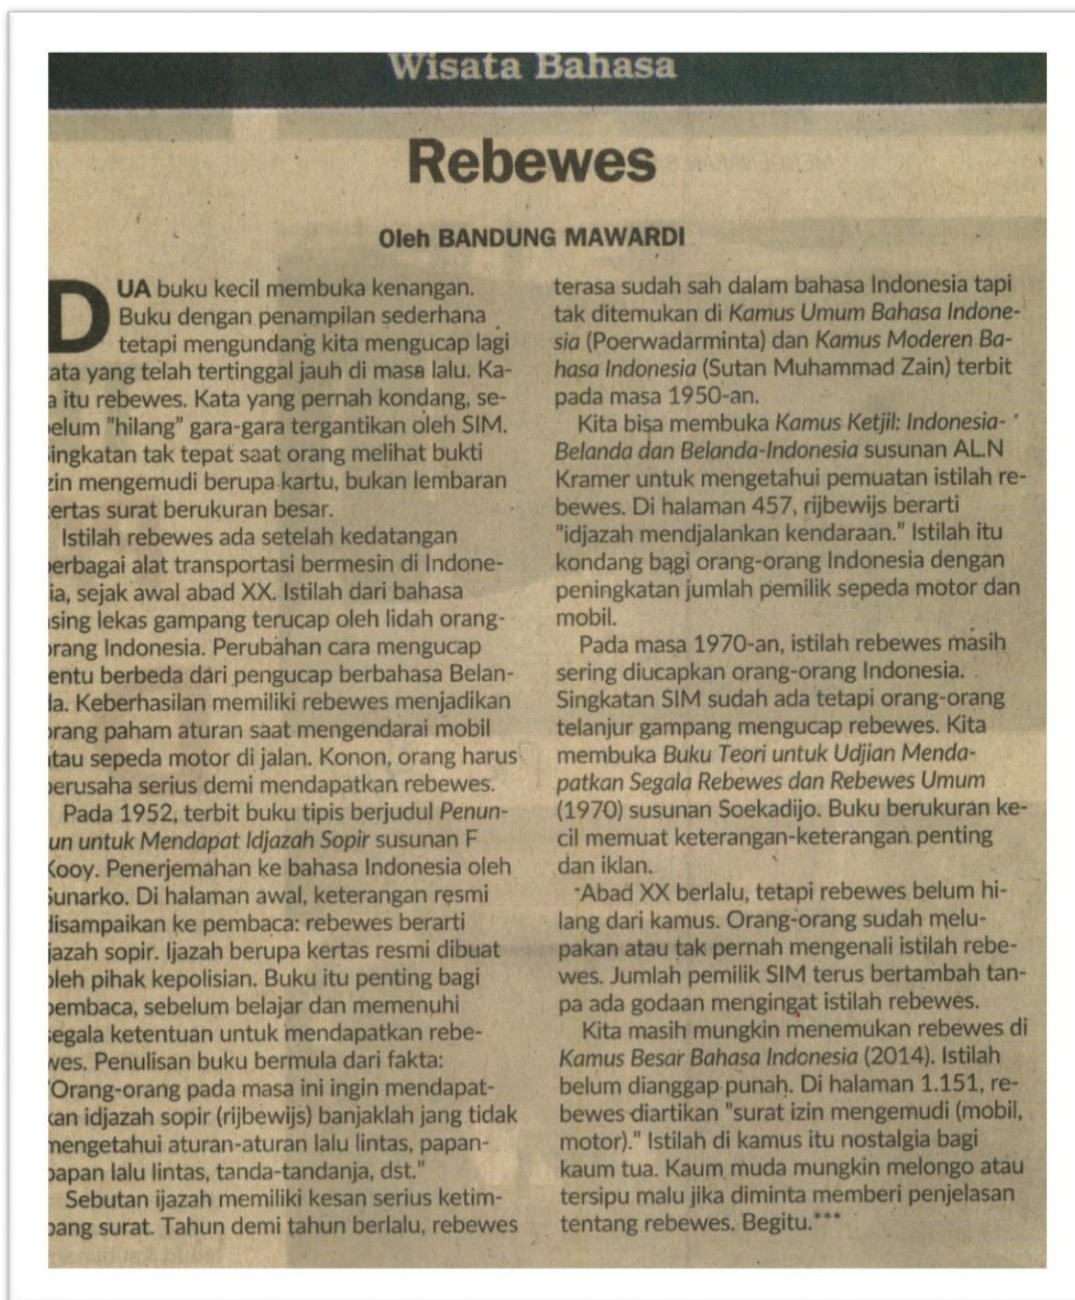 Wisata Bahasa
Rebewes
Oleh BANDUNG MAWARDI
DUA buku kecil membuka kenangan.
Buku dengan penampilan sederhana
tetapi mengundang kita mengucap lagi
ata yang telah tertinggal jauh di masa lalu. Ka-
a itu rebewes. Kata yang pernah kondang, se-
elum "hilang" gara-gara tergantikan oleh SIM.
ingkatan tak tepat saat orang melihat bukti
zin mengemudi berupa kartu, bukan lembaran
ertas surat berukuran besar.
Istilah rebewes ada setelah kedatangan
erbagai alat transportasi bermesin di Indone-
ia, sejak awal abad XX. Istilah dari bahasa
sing lekas gampang terucap oleh lidah orang-
rang Indonesia. Perubahan cara mengucap
entu berbeda dari pengucap berbahasa Belan-
la. Keberhasilan memiliki rebewes menjadikan
orang paham aturan saat mengendarai mobil
tau sepeda motor di jalan. Konon, orang harus
berusaha serius demi mendapatkan rebewes.
Pada 1952, terbit buku tipis berjudul Penun-
un untuk Mendapat Idjazah Sopir susunan F
Kooy. Penerjemahan ke bahasa Indonesia oleh
Sunarko. Di halaman awal, keterangan resmi
disampaikan ke pembaca: rebewes berarti
jazah sopir. Ijazah berupa kertas resmi dibuat
oleh pihak kepolisian. Buku itu penting bagi
pembaca, sebelum belajar dan memenuhi
segala ketentuan untuk mendapatkan rebe-
wes. Penulisan buku bermula dari fakta:
"Orang-orang pada masa ini ingin mendapat-
kan idjazah sopir (rijbewijs) banjaklah jang tidak
mengetahui aturan-aturan lalu lintas, papan-
papan lalu lintas, tanda-tandanja, dst."
Sebutan ijazah memiliki kesan serius ketim-
bang surat. Tahun demi tahun berlalu, rebewes
terasa sudah sah dalam bahasa Indonesia tapi
tak ditemukan di Kamus Umum Bahasa Indone-
sia (Poerwadarminta) dan Kamus Moderen Ba-
hasa Indonesia (Sutan Muhammad Zain) terbit
pada masa 1950-an.
Kita bisa membuka Kamus Ketjil: Indonesia-
Belanda dan Belanda-Indonesia susunan ALN
Kramer untuk mengetahui pemuatan istilah re-
bewes. Di halaman 457, rijbewijs berarti
"idjazah mendjalankan kendaraan." Istilah itu
kondang bagi orang-orang Indonesia dengan
peningkatan jumlah pemilik sepeda motor dan
mobil.
Pada masa 1970-an, istilah rebewes masih
sering diucapkan orang-orang Indonesia.
Singkatan SIM sudah ada tetapi orang-orang
telanjur gampang mengucap rebewes. Kita
membuka Buku Teori untuk Udjian Menda-
patkan Segala Rebewes dan Rebewes Umum
(1970) susunan Soekadijo. Buku berukuran ke-
cil memuat keterangan-keterangan penting
dan iklan.
Abad XX berlalu, tetapi rebewes belum hi-
lang dari kamus. Orang-orang sudah melu-
pakan atau tak pernah mengenali istilah rebe-
wes. Jumlah pemilik SIM terus bertambah tan-
pa ada godaan mengingat istilah rebewes.
Kita masih mungkin menemukan rebewes di
Kamus Besar Bahasa Indonesia (2014). Istilah
belum dianggap punah. Di halaman 1.151, re-
bewes diartikan "surat izin mengemudi (mobil,
motor)." Istilah di kamus itu nostalgia bagi
kaum tua. Kaum muda mungkin melongo atau
tersipu malu jika diminta memberi penjelasan
tentang rebewes. Begitu.***